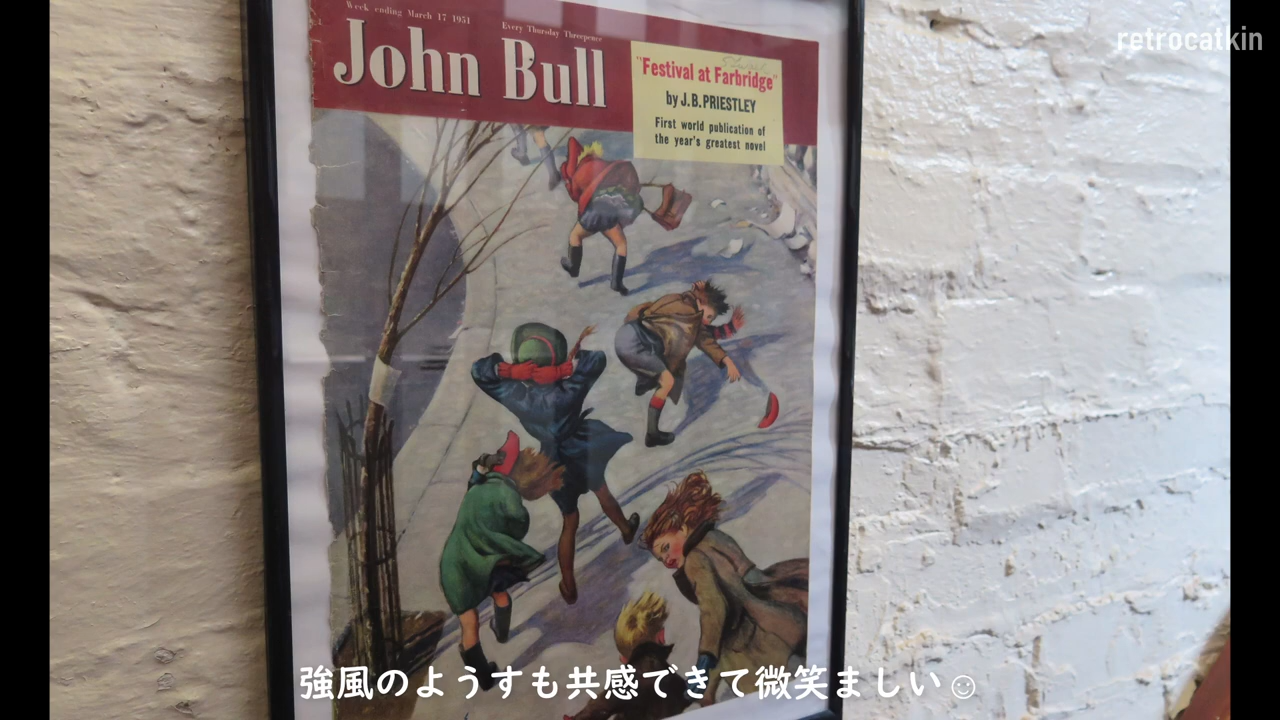 retrocatkin
Week ending March 17 1951
Every Thursday Threepence
John Bull
"Festival at Farbridge"
by J.B. PRIESTLEY
First world publication of
the year's greatest novel
強風のようすも共感できて微笑ましい☺